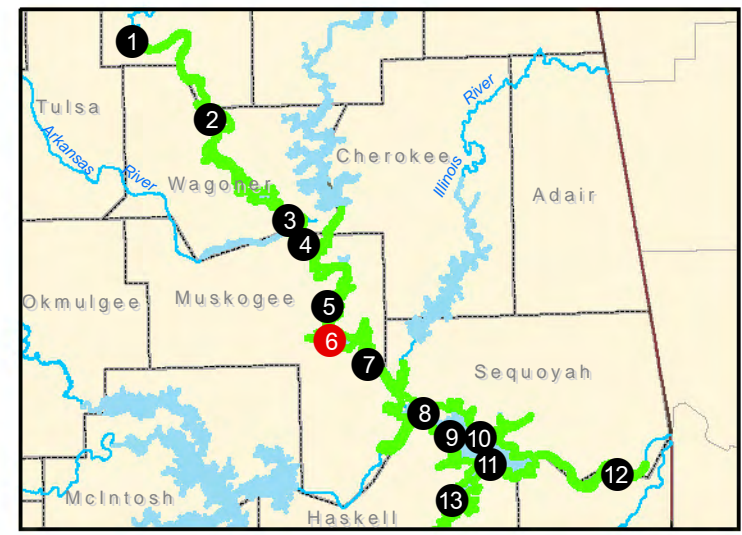 1
River
Tulsa
2
Arkansas
River
Cherokee
Illinois
Wagoner
Adair
3
4
Okmulgee
Muskogee
5
6
7
Sequoyah
8
9
10
11
12
McIntosh
13
Haskell